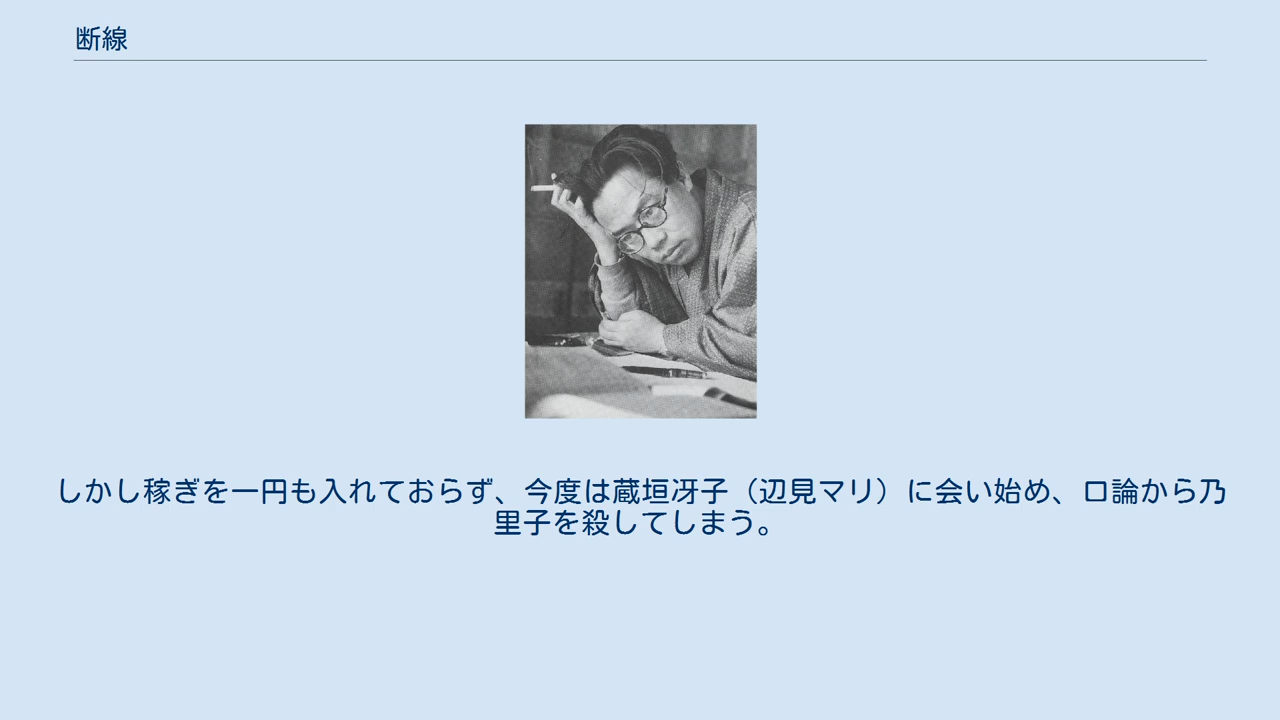 断線
しかし稼ぎを一円も入れておらず、今度は蔵垣冴子（辺見マリ）に会い始め、口論から乃
里子を殺してしまう。